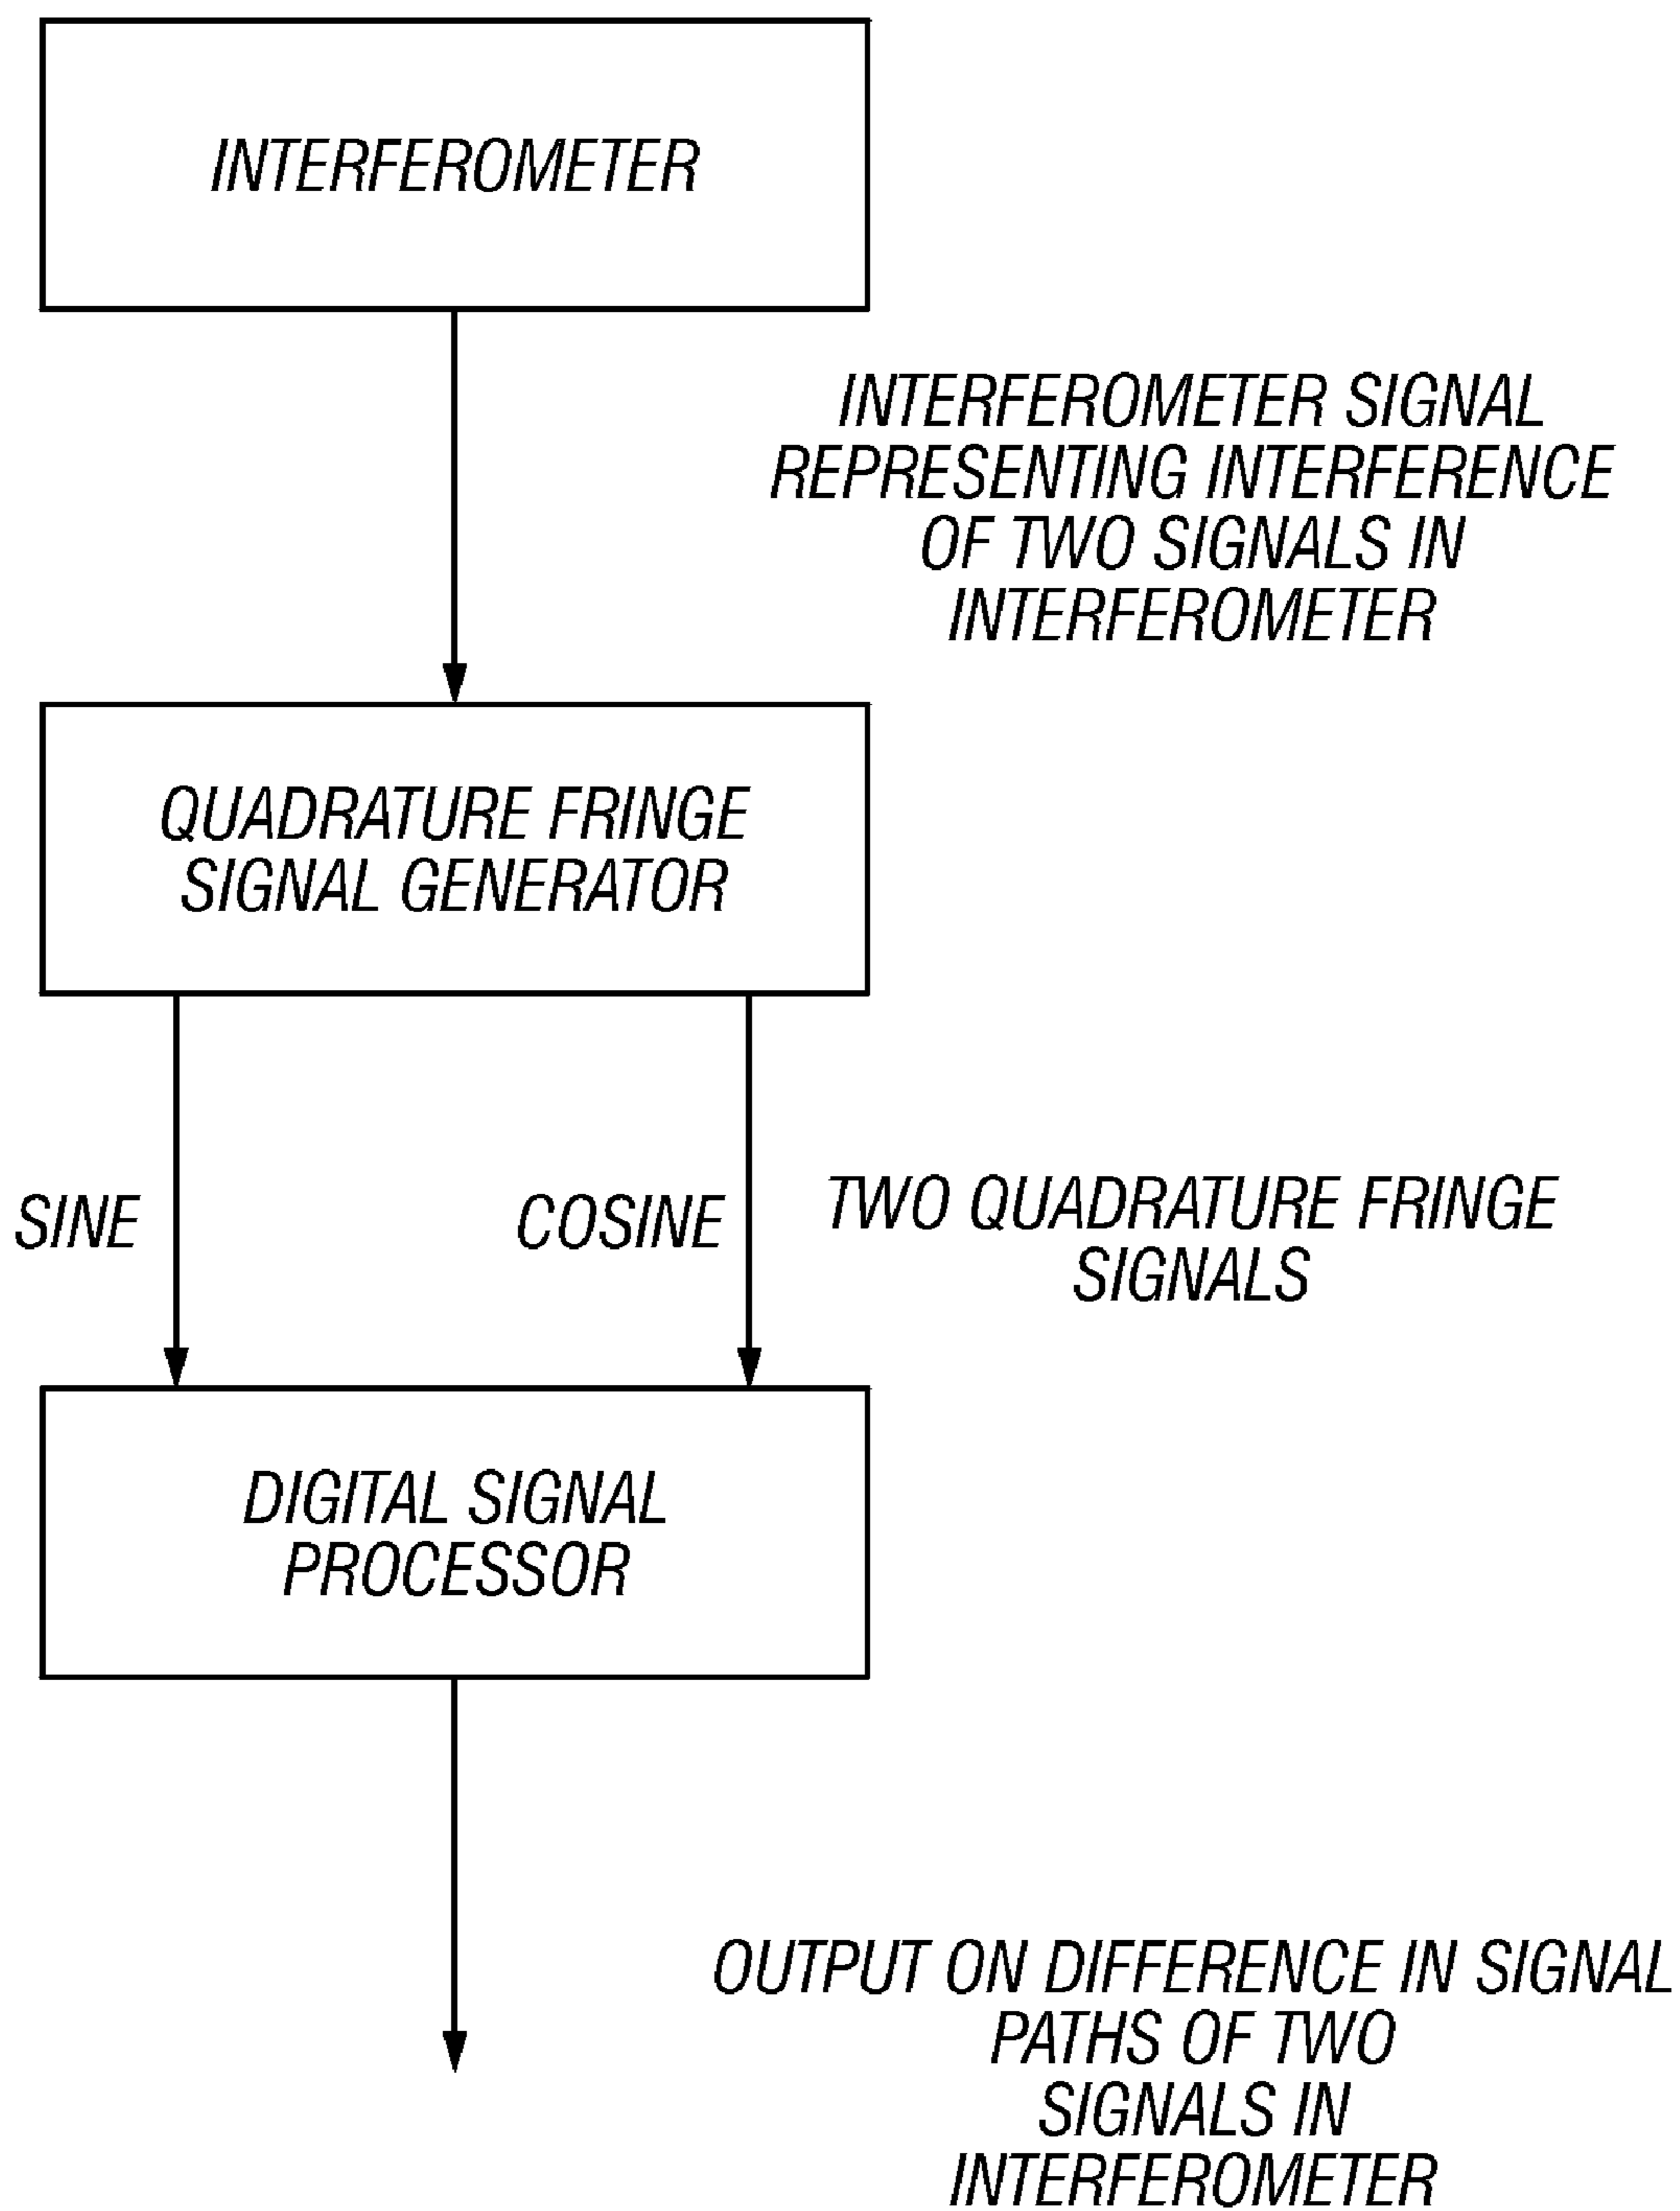 INTERFEROMETER
INTERFEROMETER SIGNAL
REPRESENTING INTERFERENCE
OF TWO SIGNALS IN
INTERFEROMETER
QUADRATURE FRINGE
SIGNAL GENERATOR
SINE
COSINE
TWO QUADRATURE FRINGE
SIGNALS
DIGITAL SIGNAL
PROCESSOR
OUTPUT ON DIFFERENCE IN SIGNAL
PATHS OF TWO
SIGNALS IN
INTERFEROMETER